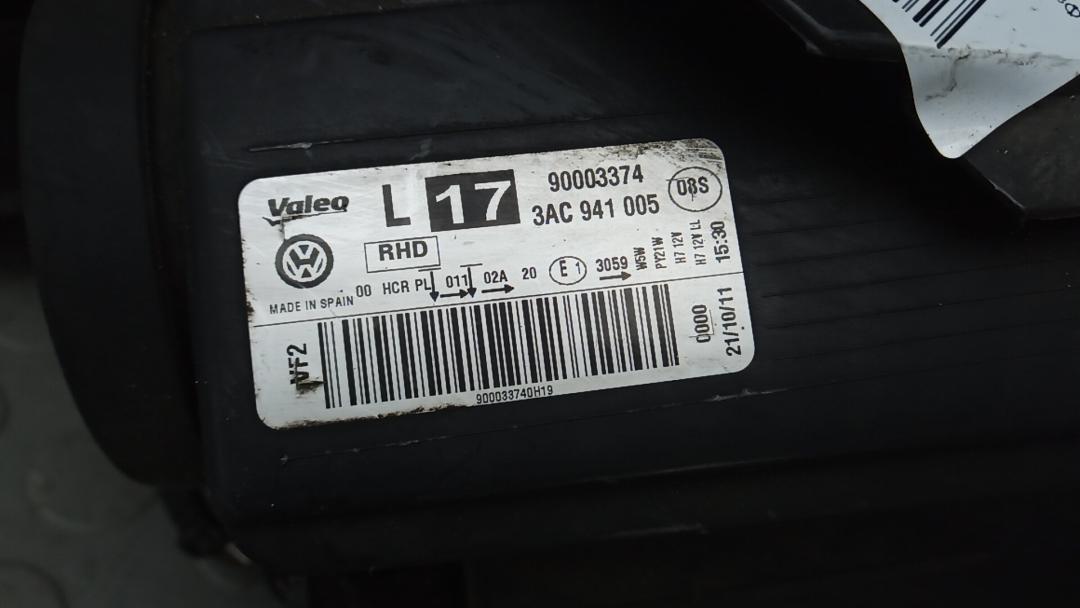 Valeo L 17 90003374 08S
3AC 941 005
RHD
MADE IN SPAIN 00 HCR PL 011 02A 20 E1 3059
W5W
PY21W
H7 12V
H7 12V LL
15:30
VF2
0000
21/10/11
900033740H19